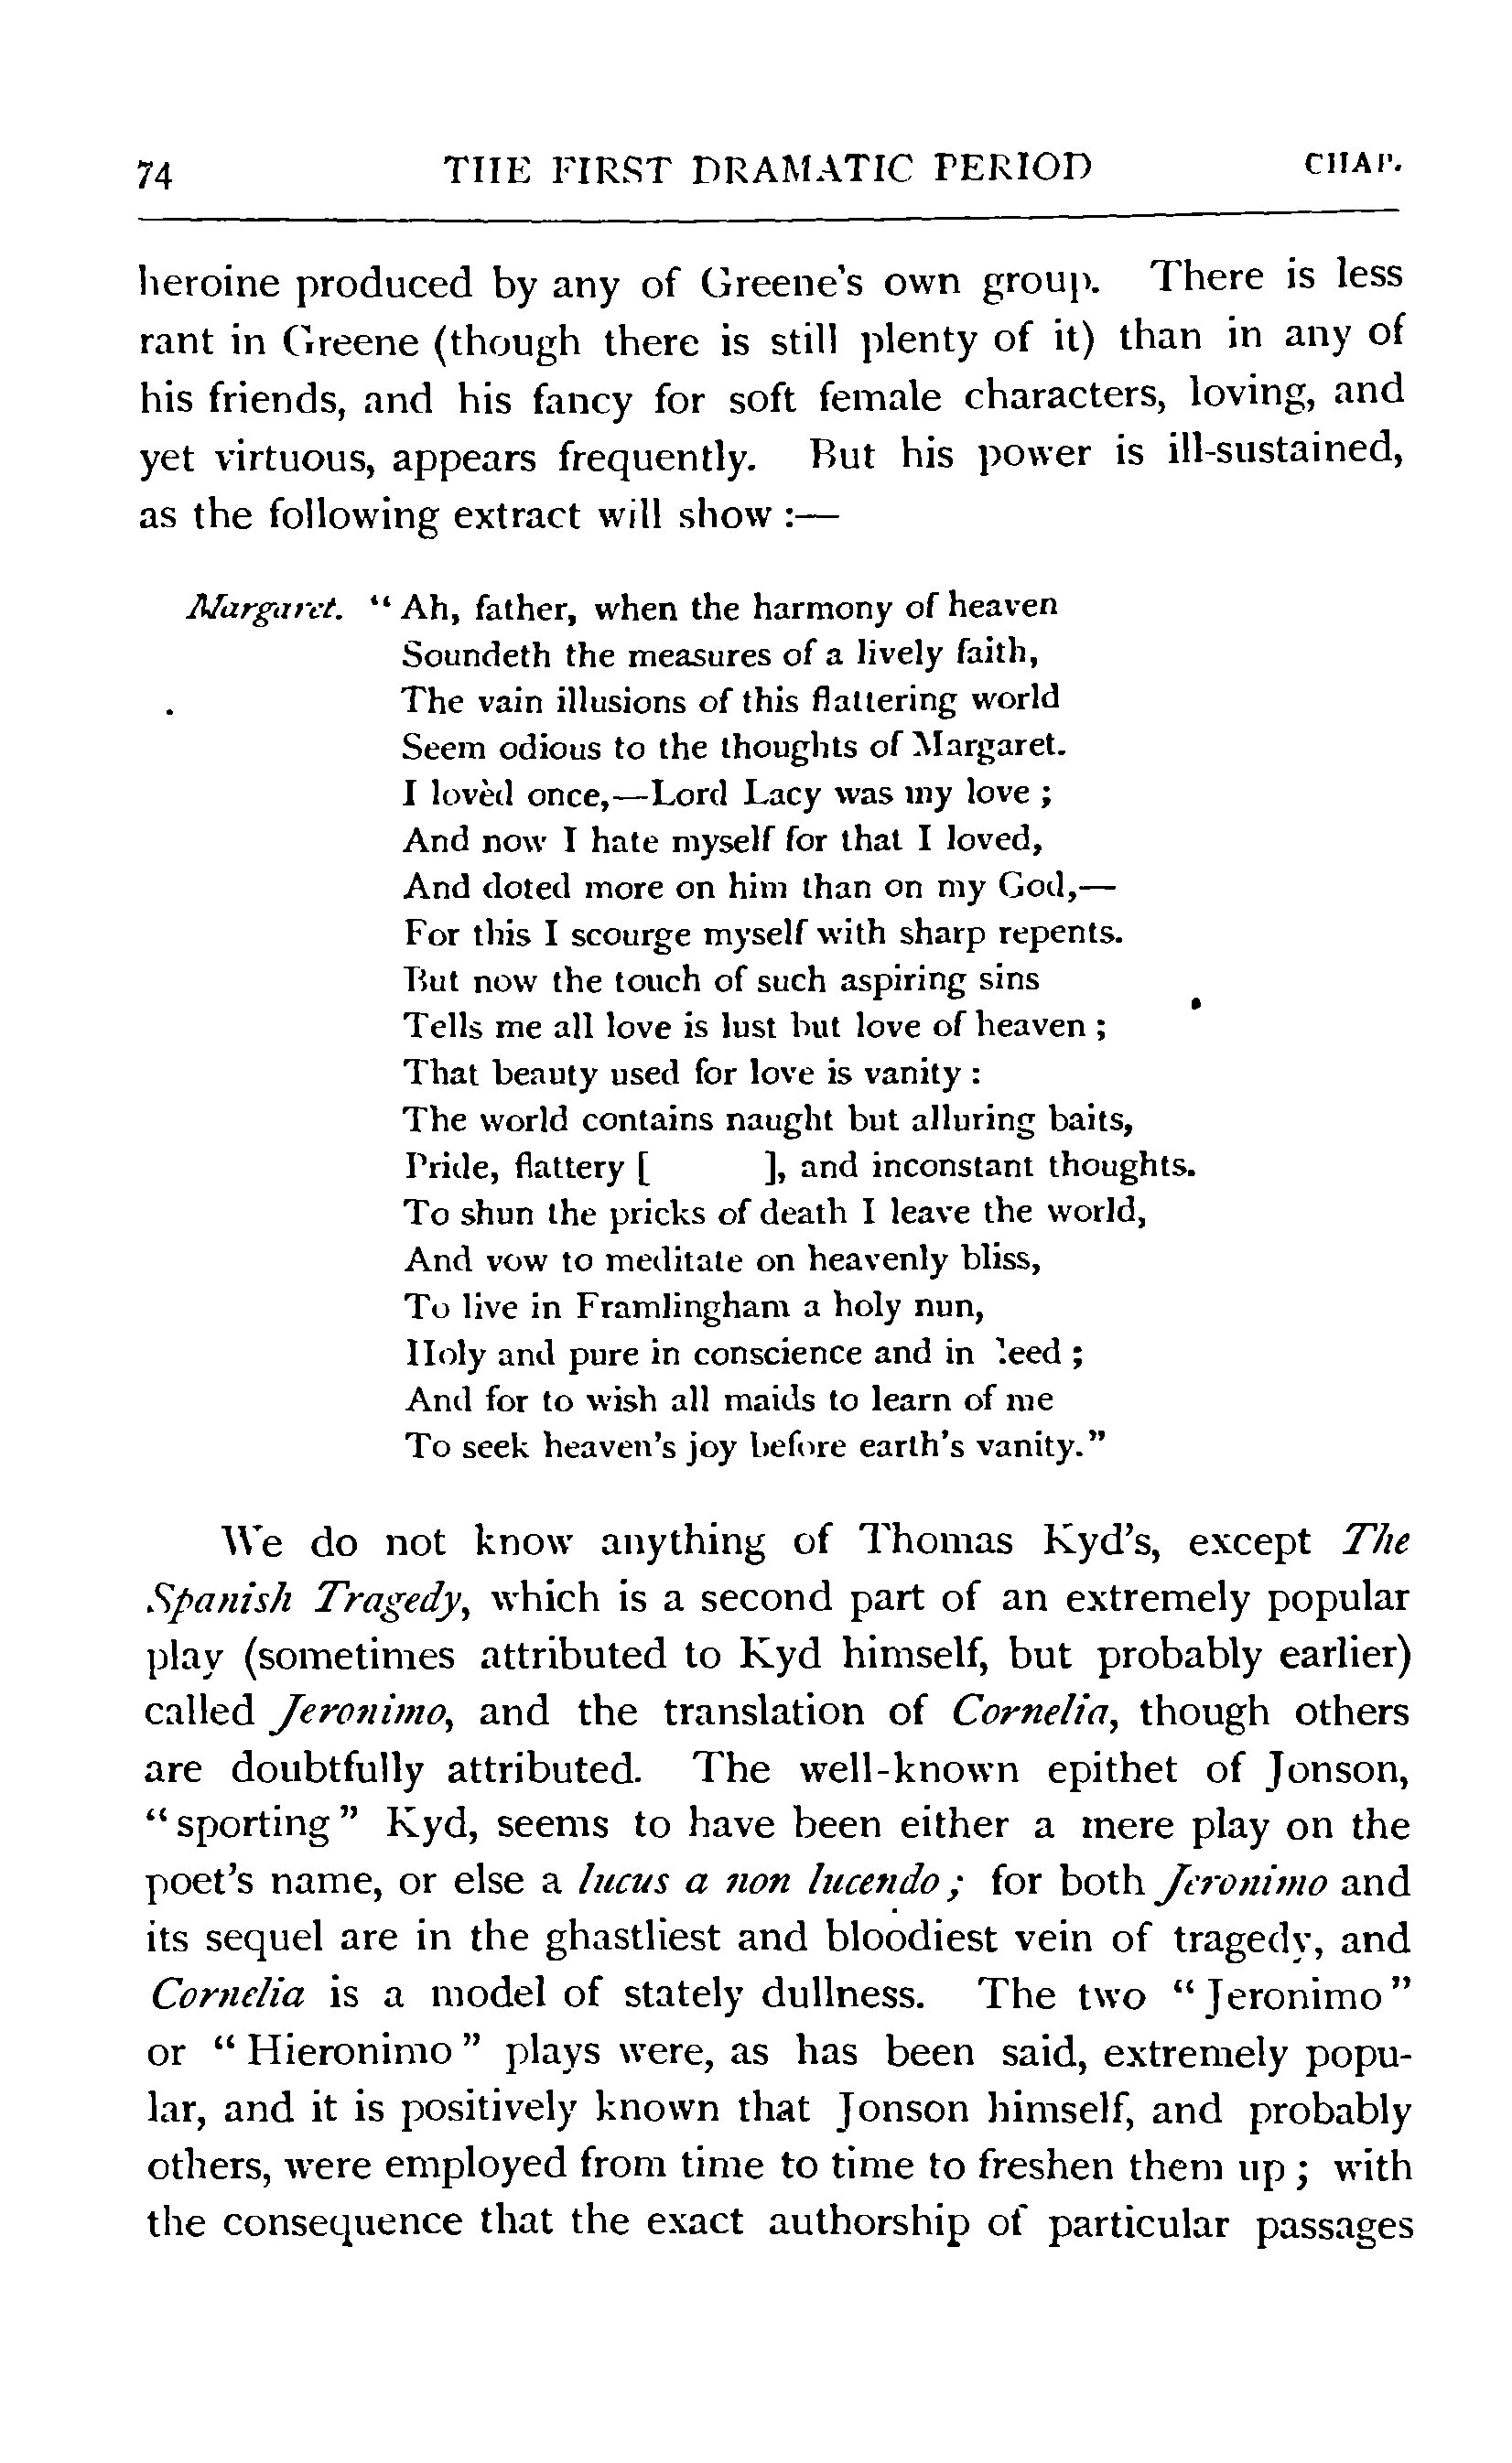 74 THE FIRST DRAMATIC PERIOD CHAP.
heroine produced by any of Greene's own group. There is less
rant in Greene (though there is still plenty of it) than in any of
his friends, and his fancy for soft female characters, loving, and
yet virtuous, appears frequently. But his power is ill-sustained,
as the following extract will show :—
Margaret. “ Ah, father, when the harmony of heaven
Soundeth the measures of a lively faith,
The vain illusions of this flattering world
Seem odious to the thoughts of Margaret.
I lovèd once,—Lord Lacy was my love ;
And now I hate myself for that I loved,
And doted more on him than on my God,—
For this I scourge myself with sharp repents.
But now the touch of such aspiring sins
Tells me all love is lust but love of heaven ;
That beauty used for love is vanity :
The world contains naught but alluring baits,
Pride, flattery [ ], and inconstant thoughts.
To shun the pricks of death I leave the world,
And vow to meditate on heavenly bliss,
To live in Framlingham a holy nun,
Holy and pure in conscience and in deed ;
And for to wish all maids to learn of me
To seek heaven's joy before earth's vanity.”
We do not know anything of Thomas Kyd's, except The
Spanish Tragedy, which is a second part of an extremely popular
play (sometimes attributed to Kyd himself, but probably earlier)
called Jeronimo, and the translation of Cornelia, though others
are doubtfully attributed. The well-known epithet of Jonson,
“ sporting ” Kyd, seems to have been either a mere play on the
poet's name, or else a lucus a non lucendo ; for both Jeronimo and
its sequel are in the ghastliest and bloodiest vein of tragedy, and
Cornelia is a model of stately dullness. The two “ Jeronimo ”
or “ Hieronimo ” plays were, as has been said, extremely popu-
lar, and it is positively known that Jonson himself, and probably
others, were employed from time to time to freshen them up ; with
the consequence that the exact authorship of particular passages